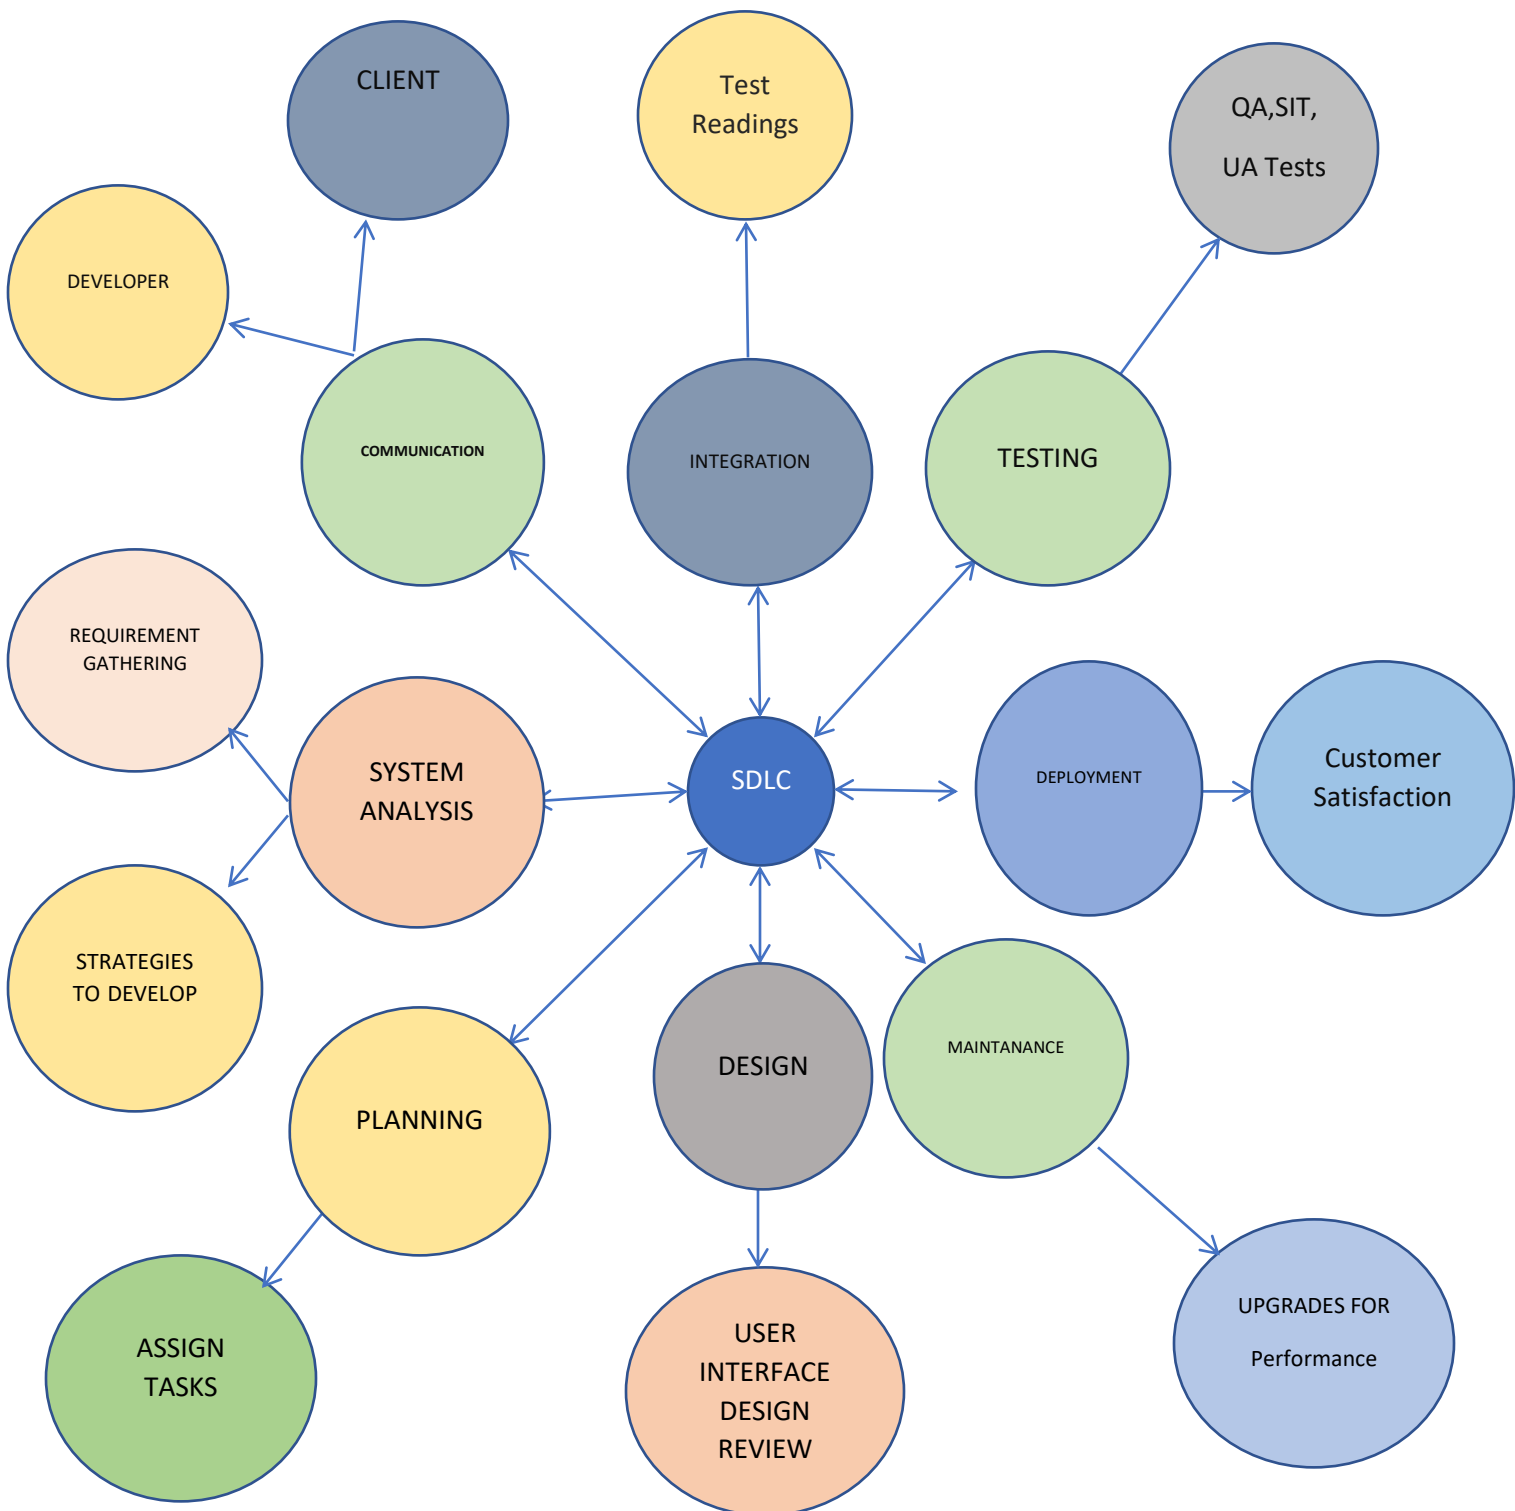 CLIENT
Test
Readings
QA,SIT,
UA Tests
DEVELOPER
COMMUNICATION
INTEGRATION
TESTING
REQUIREMENT
GATHERING
SYSTEM
ANALYSIS
SDLC
DEPLOYMENT
Customer
Satisfaction
STRATEGIES
TO DEVELOP
PLANNING
DESIGN
MAINTANANCE
ASSIGN
TASKS
USER
INTERFACE
DESIGN
REVIEW
UPGRADES FOR
Performance